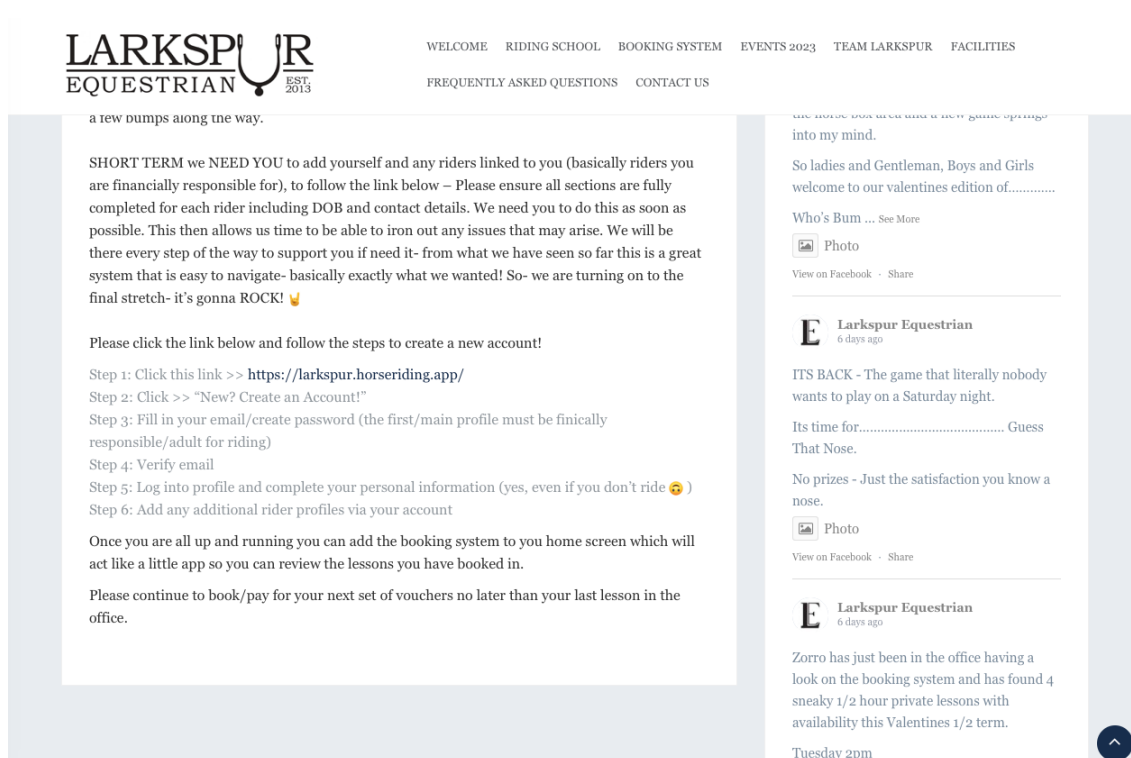 LARKSPUR
EQUESTRIAN EST. 2013
WELCOME RIDING SCHOOL BOOKING SYSTEM EVENTS 2023 TEAM LARKSPUR FACILITIES
FREQUENTLY ASKED QUESTIONS CONTACT US
a few bumps along the way.
SHORT TERM we NEED YOU to add yourself and any riders linked to you (basically riders you
are financially responsible for), to follow the link below – Please ensure all sections are fully
completed for each rider including DOB and contact details. We need you to do this as soon as
possible. This then allows us time to be able to iron out any issues that may arise. We will be
there every step of the way to support you if need it- from what we have seen so far this is a great
system that is easy to navigate- basically exactly what we wanted! So- we are turning on to the
final stretch- it’s gonna ROCK! 🤘
Please click the link below and follow the steps to create a new account!
Step 1: Click this link >> https://larkspur.horseriding.app/
Step 2: Click >> “New? Create an Account!”
Step 3: Fill in your email/create password (the first/main profile must be finically
responsible/adult for riding)
Step 4: Verify email
Step 5: Log into profile and complete your personal information (yes, even if you don’t ride 🙃 )
Step 6: Add any additional rider profiles via your account
Once you are all up and running you can add the booking system to you home screen which will
act like a little app so you can review the lessons you have booked in.
Please continue to book/pay for your next set of vouchers no later than your last lesson in the
office.
the horse box area and a new game springs
into my mind.
So ladies and Gentleman, Boys and Girls
welcome to our valentines edition of.............
Who's Bum ... See More
Photo
View on Facebook · Share
E Larkspur Equestrian
6 days ago
ITS BACK - The game that literally nobody
wants to play on a Saturday night.
Its time for....................................... Guess
That Nose.
No prizes - Just the satisfaction you know a
nose.
Photo
View on Facebook · Share
E Larkspur Equestrian
6 days ago
Zorro has just been in the office having a
look on the booking system and has found 4
sneaky 1/2 hour private lessons with
availability this Valentines 1/2 term.
Tuesday 2pm